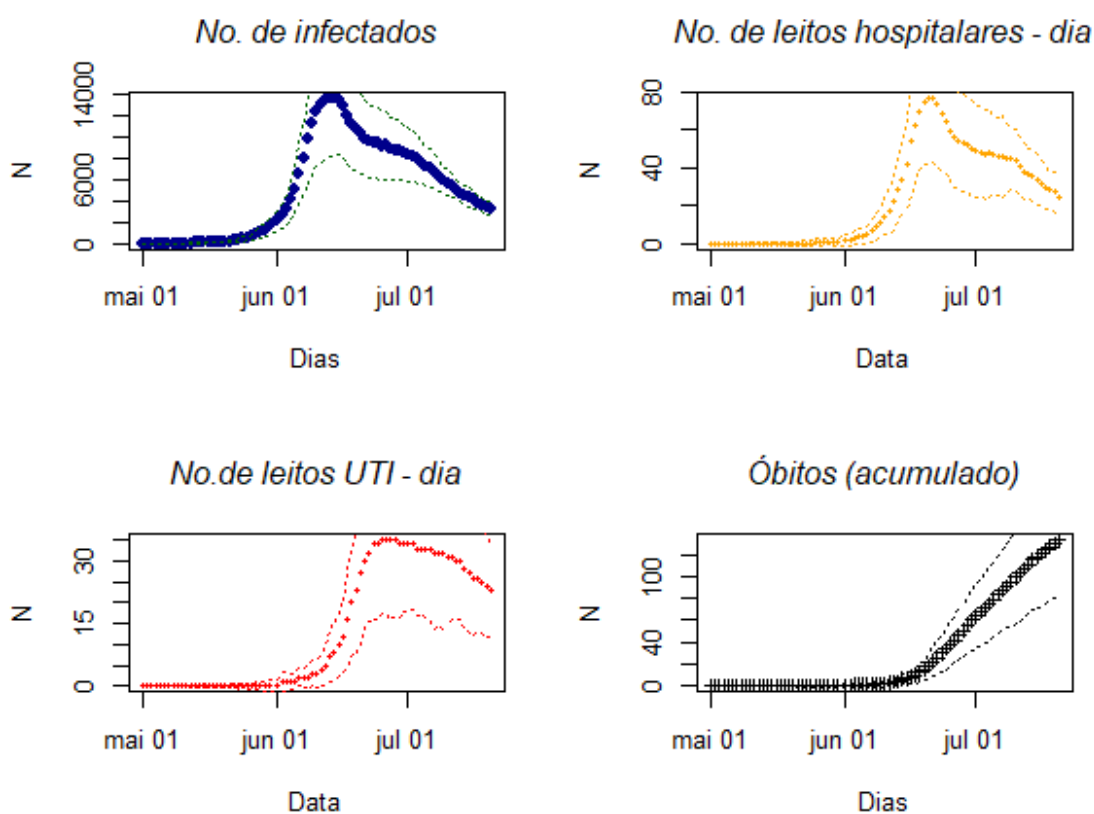 No. de infectados
N
14000
6000
0
mai 01 jun 01 jul 01
Dias
No. de leitos hospitalares - dia
N
80
40
0
mai 01 jun 01 jul 01
Data
No.de leitos UTI - dia
N
30
15
0
mai 01 jun 01 jul 01
Data
Óbitos (acumulado)
N
100
40
0
mai 01 jun 01 jul 01
Dias